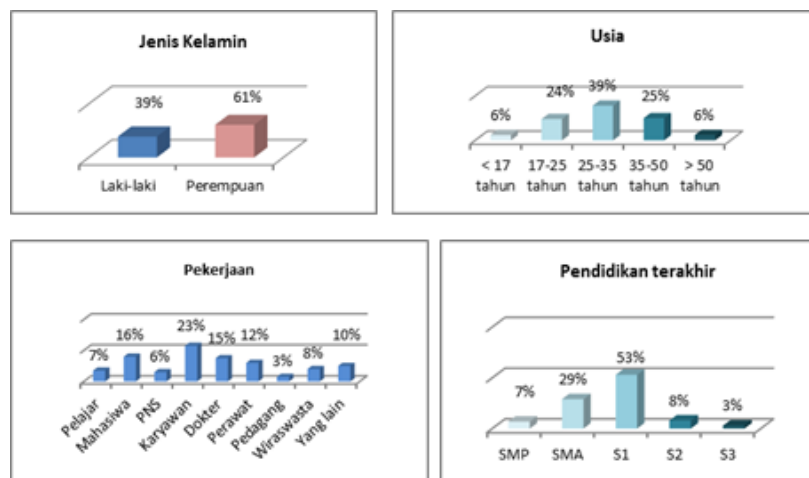 Jenis Kelamin
39%
61%
Laki-laki
Perempuan
Usia
6%
24%
39%
25%
6%
< 17 tahun
17-25 tahun
25-35 tahun
35-50 tahun
> 50 tahun
Pekerjaan
7%
16%
6%
23%
15%
12%
3%
8%
10%
Pelajar
Mahasiwa
PNS
Karyawan
Dokter
Perawat
Pedagang
Wiraswasta
Yang lain
Pendidikan terakhir
7%
29%
53%
8%
3%
SMP
SMA
S1
S2
S3